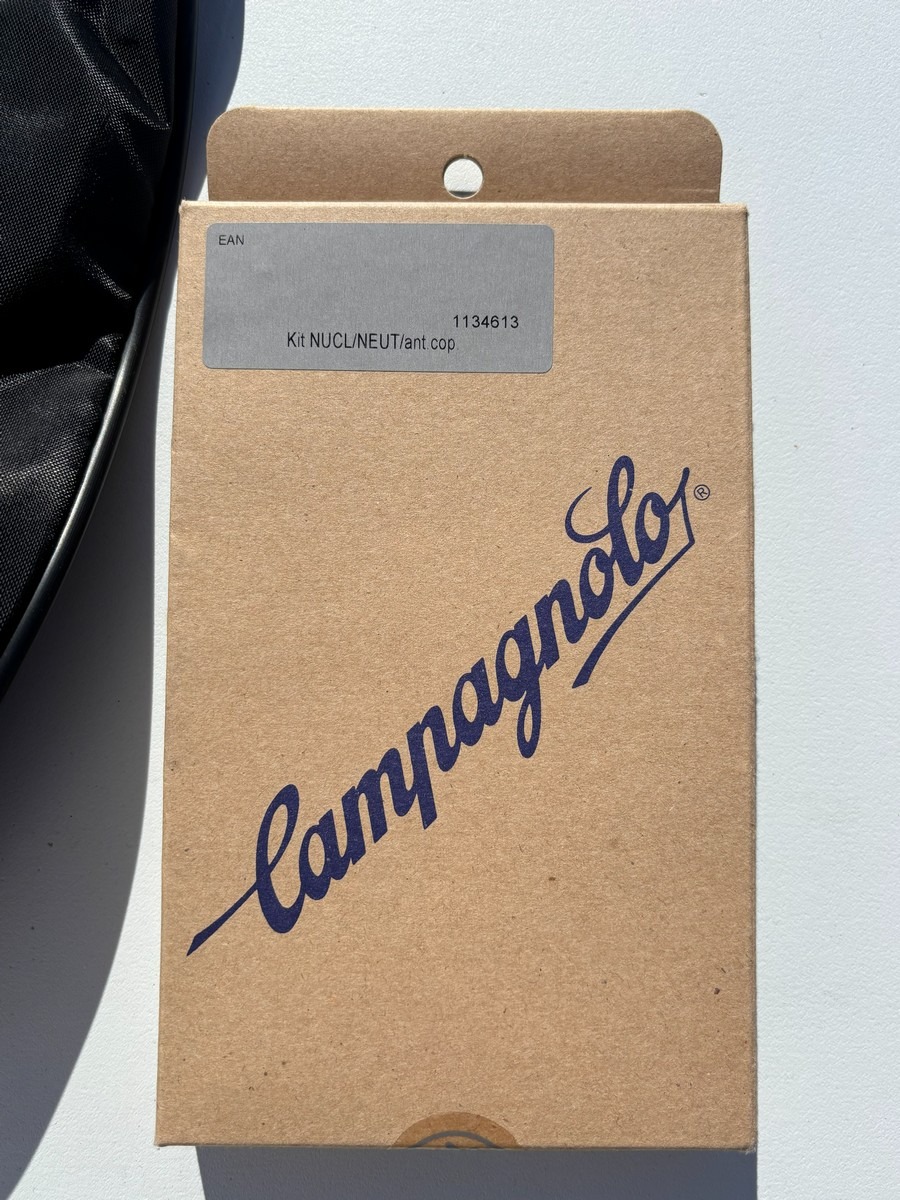 EAN
1134613
Kit NUCL/NEUT/ant.cop.
Campagnolo®